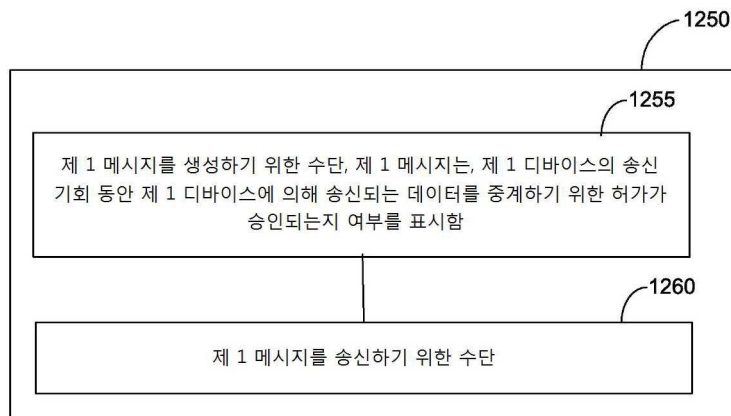 1250
1255
제 1 메시지를 생성하기 위한 수단, 제 1 메시지는, 제 1 디바이스의 송신
기회 동안 제 1 디바이스에 의해 송신되는 데이터를 중계하기 위한 허가가
승인되는지 여부를 표시함
1260
제 1 메시지를 송신하기 위한 수단